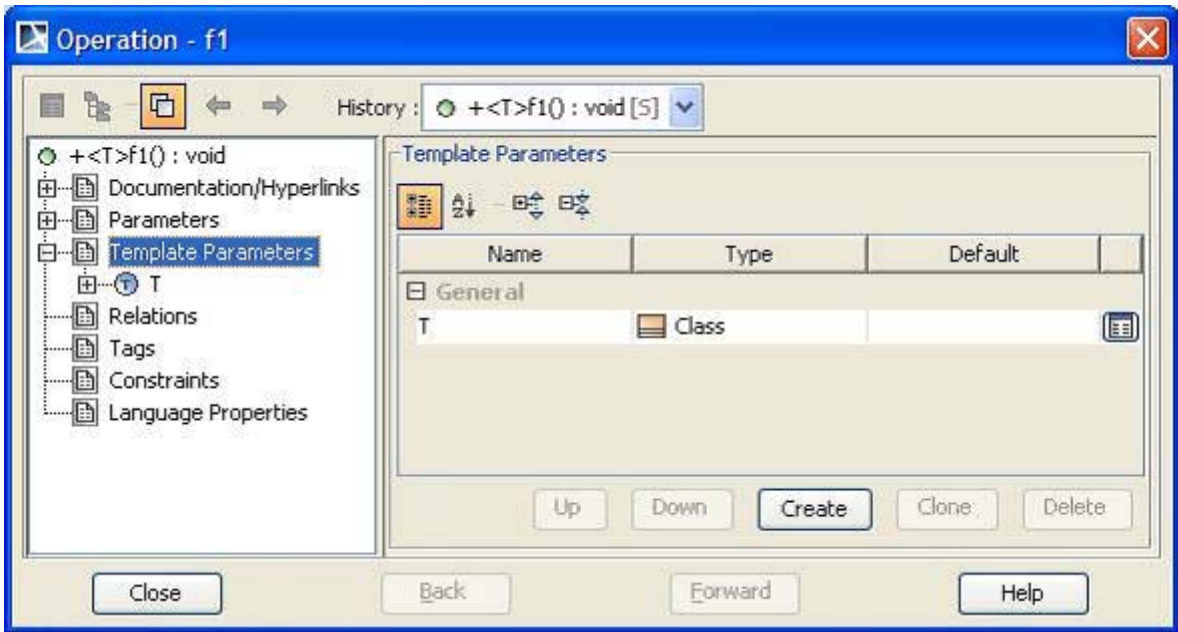 Operation - f1
History : +<T>f1() : void [S]
+<T>f1() : void
Documentation/Hyperlinks
Parameters
Template Parameters
T
Relations
Tags
Constraints
Language Properties
Template Parameters
Name Type Default
General
T Class
Up Down Create Clone Delete
Close Back Forward Help